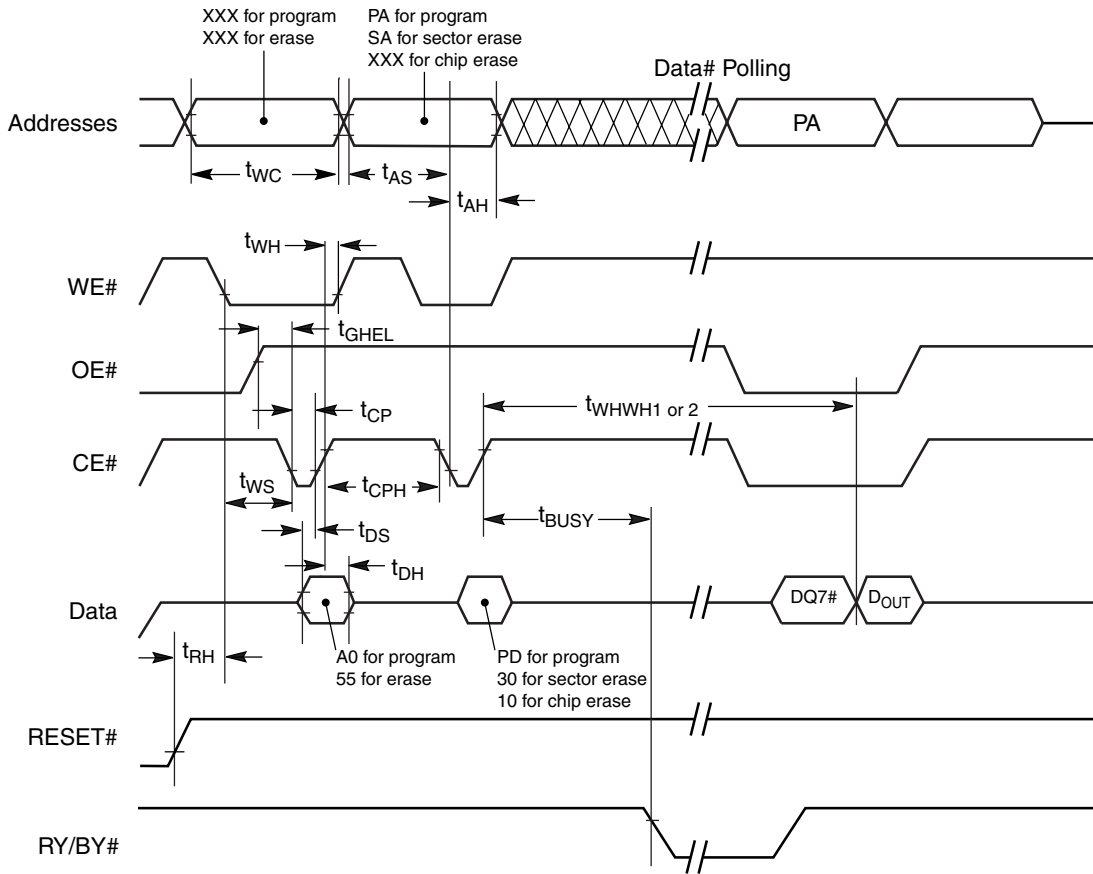 XXX for program
XXX for erase
PA for program
SA for sector erase
XXX for chip erase
Data# Polling
Addresses
PA
tWC
tAS
tAH
tWH
WE#
tGHEL
OE#
tCP
tWHWH1 or 2
CE#
tWS
tCPH
tBUSY
tDS
tDH
Data
DQ7#
DOUT
tRH
A0 for program
55 for erase
PD for program
30 for sector erase
10 for chip erase
RESET#
RY/BY#